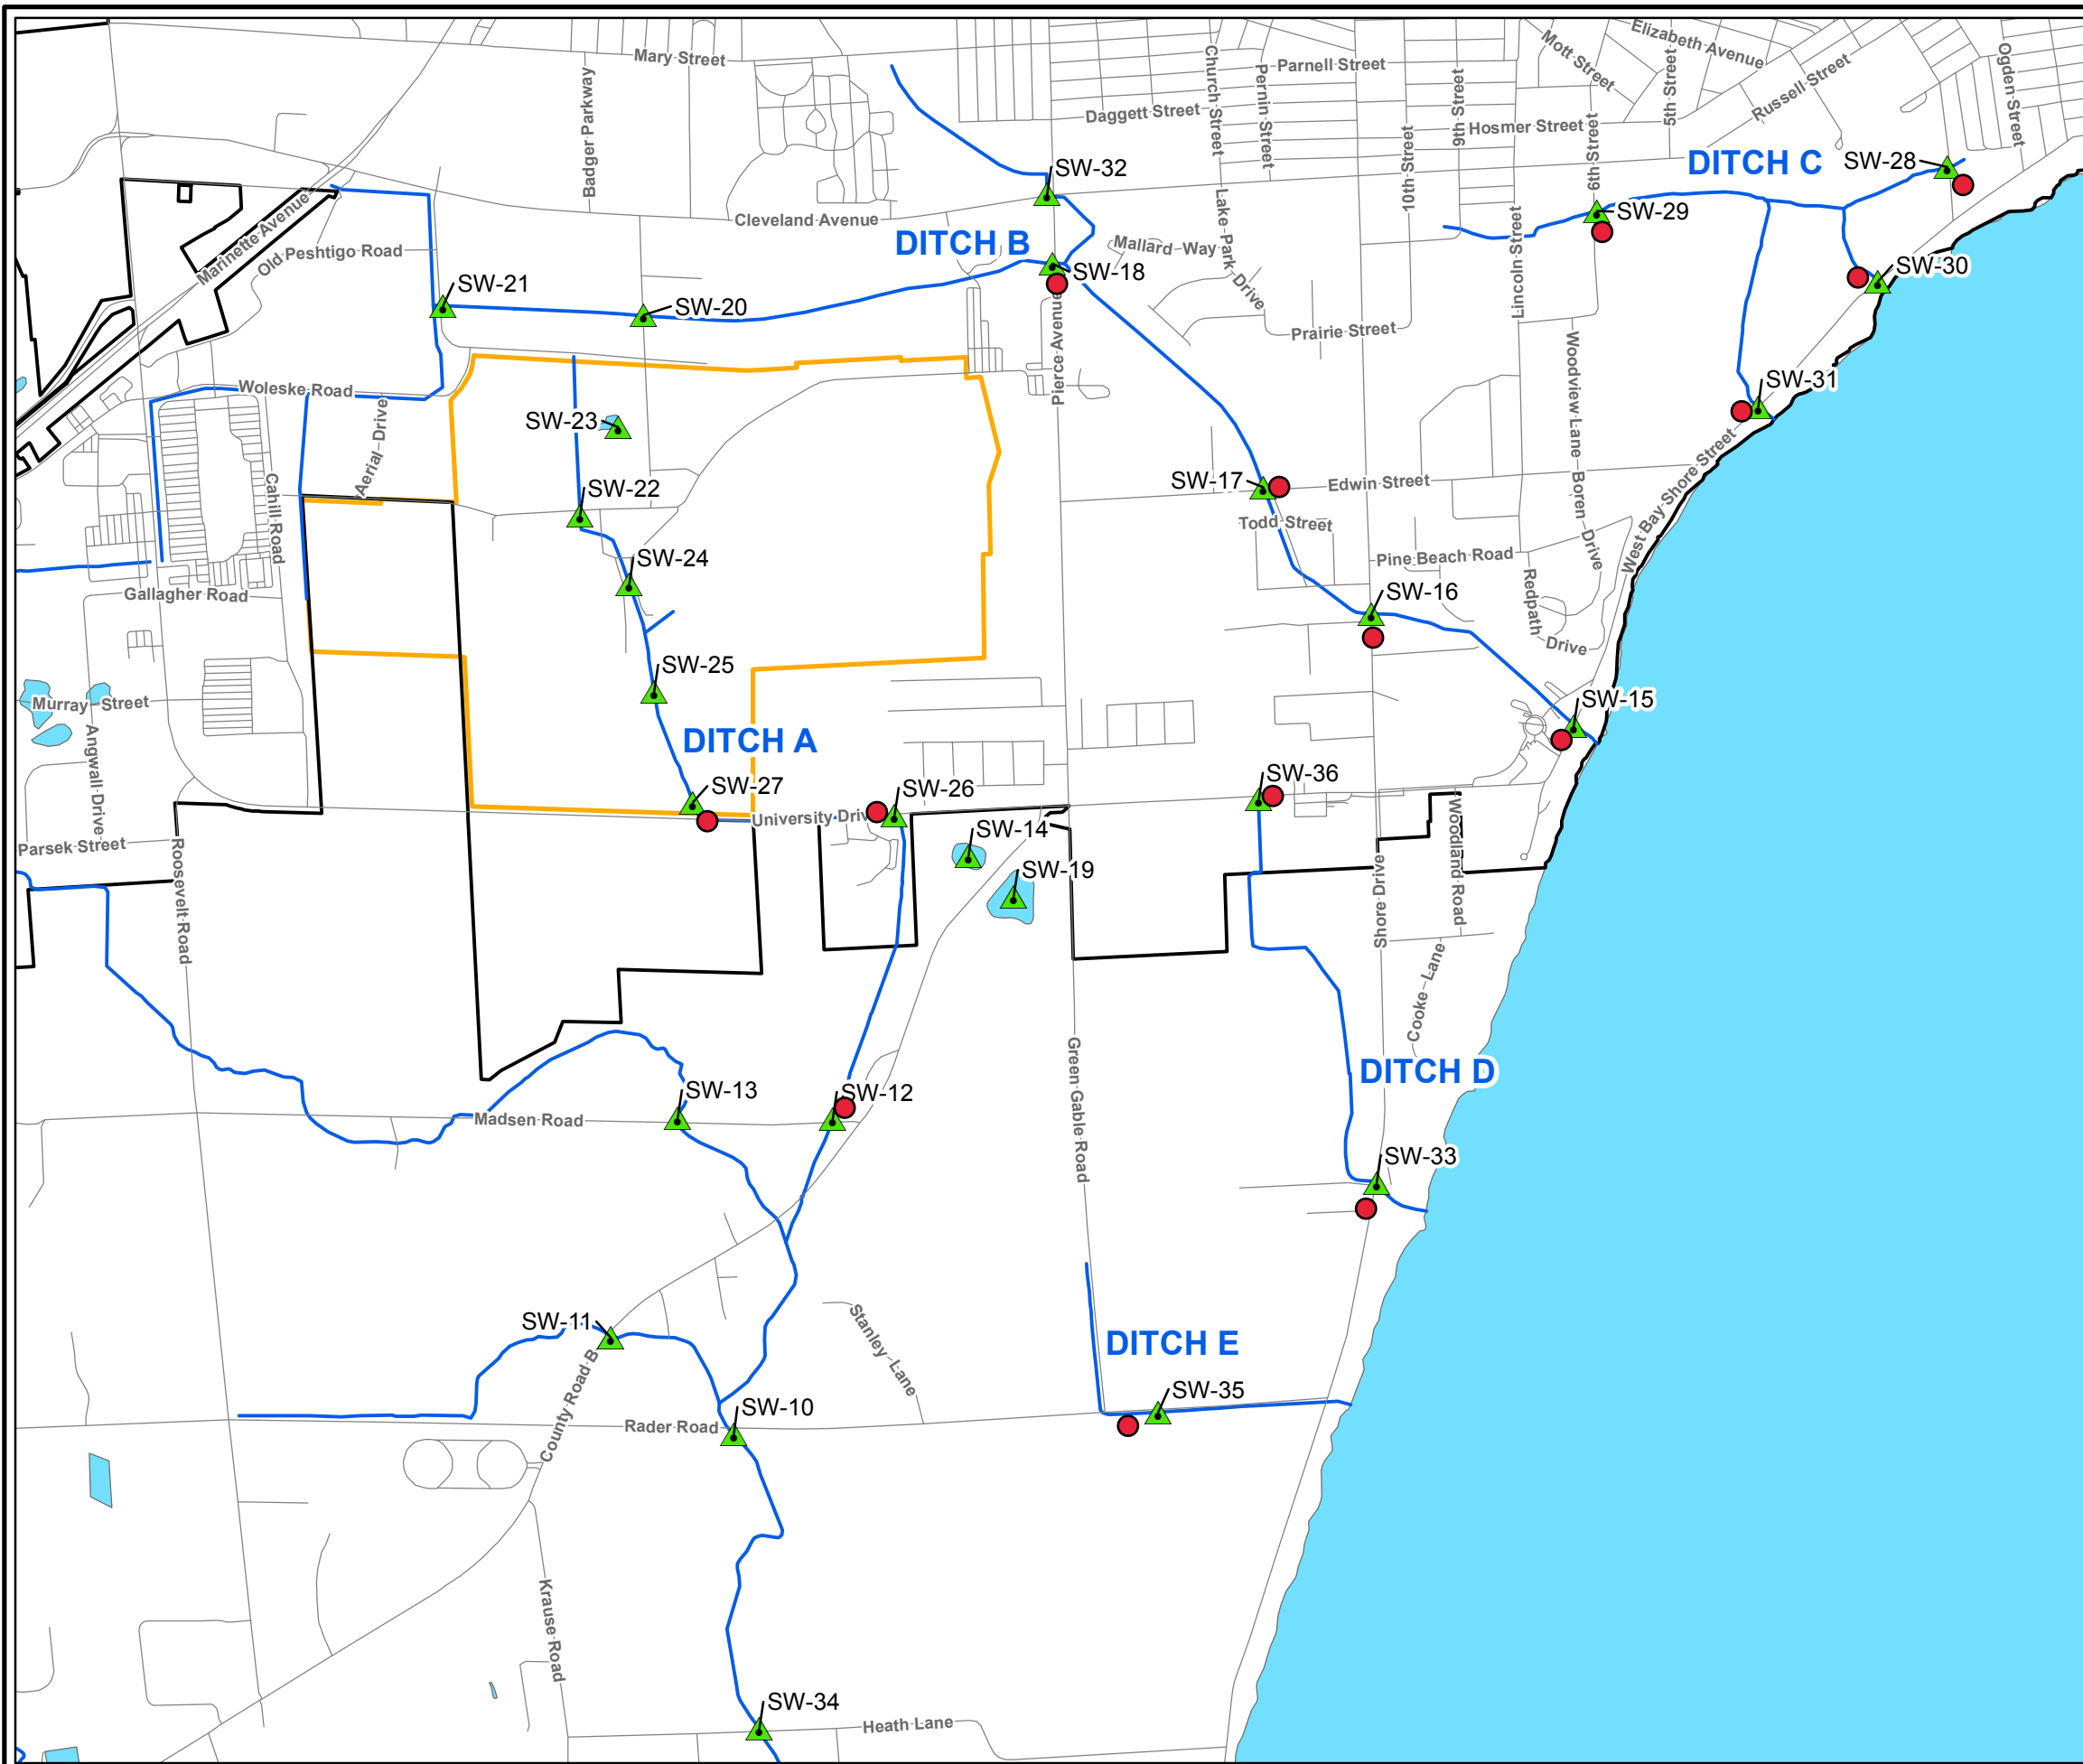 Mary Street
Badger Parkway
Church Street
Pernin Street
Parnell Street
Daggett Street
10th Street
9th Street
Mott Street
Elizabeth Avenue
5th Street
Russell Street
Ogden Street
Hosmer Street
6th Street
DITCH C
SW-28
SW-32
Cleveland Avenue
Marinette Avenue
Old Peshtigo Road
DITCH B
Mallard Way
Lake Park Drive
Lincoln Street
SW-29
SW-30
SW-18
SW-21
SW-20
Pierce Avenue
Prairie Street
Woodview Lane
Boren Drive
SW-31
Woleske Road
Aerial Drive
SW-23
SW-22
SW-17
Edwin Street
Todd Street
West Bay Shore Street
Cahill Road
SW-24
Pine Beach Road
Gallagher Road
SW-16
Redpath Drive
SW-25
Murray Street
Angwall Drive
SW-15
DITCH A
SW-27
SW-26
SW-36
University Driv
SW-14
Parsek Street
Roosevelt Road
SW-19
Shore Drive
Woodland Road
Cooke Lane
Green Gable Road
DITCH D
SW-13
SW-12
Madsen Road
SW-33
SW-11
Stanley Lane
DITCH E
County Road B
SW-35
SW-10
Rader Road
Krause Road
SW-34
Heath Lane